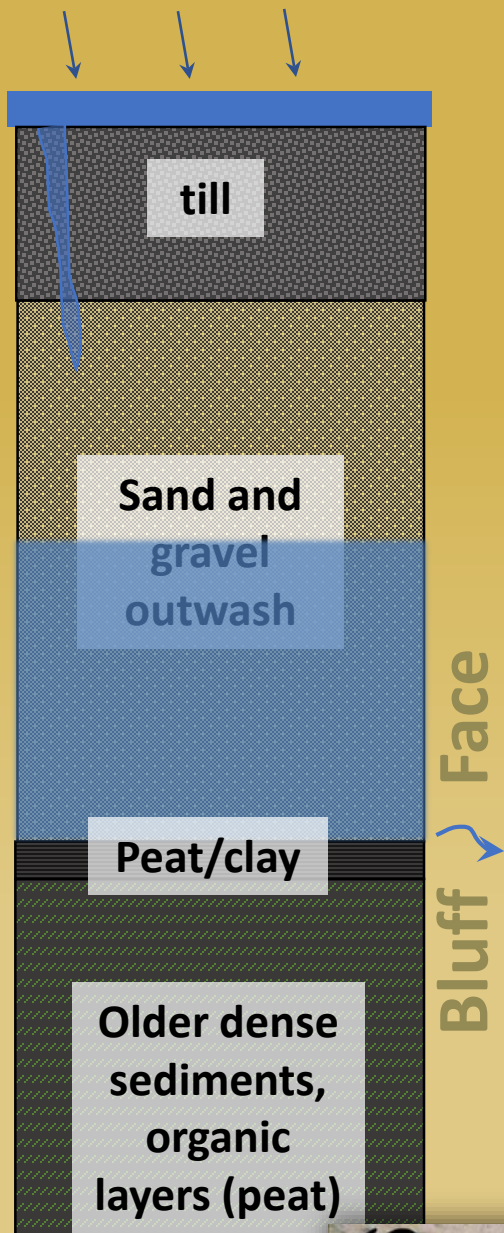 till
Sand and
gravel
outwash
Bluff Face
Peat/clay
Older dense
sediments,
organic
layers (peat)